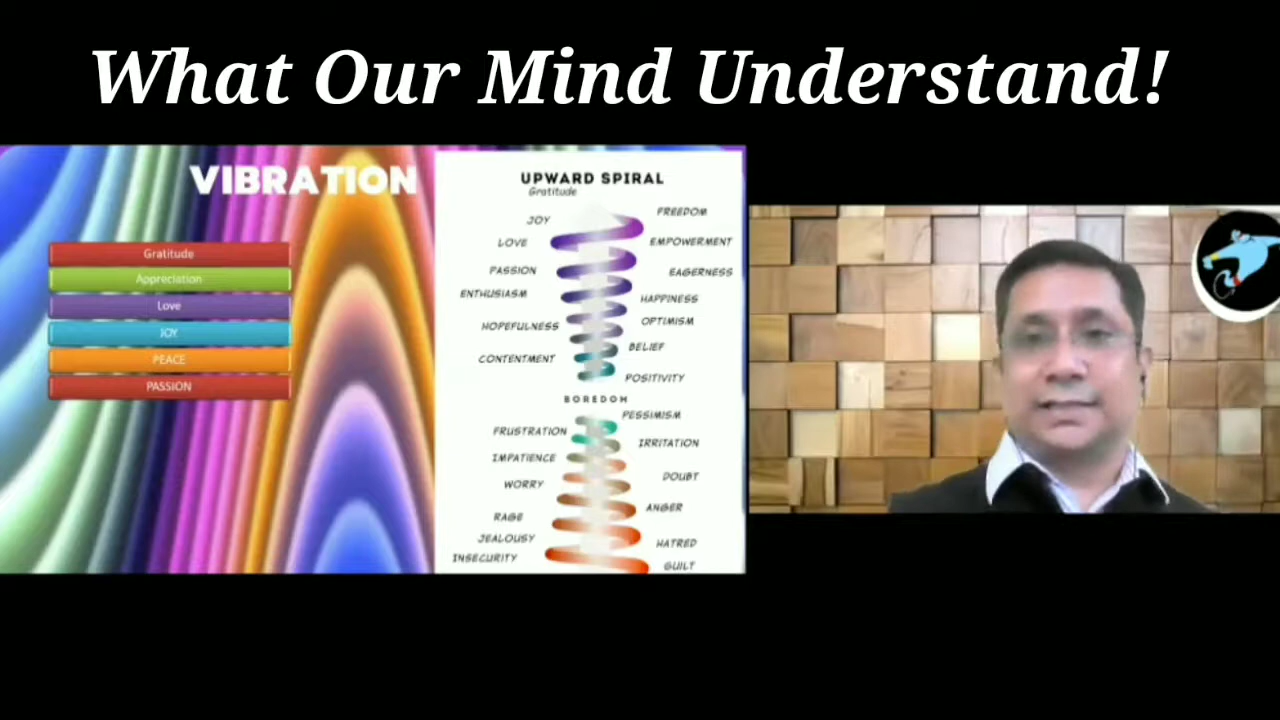 What Our Mind Understand!
VIBRATION
Gratitude
Appreciation
Love
JOY
PEACE
PASSION
UPWARD SPIRAL
Gratitude
JOY
FREEDOM
LOVE
EMPOWERMENT
PASSION
EAGERNESS
ENTHUSIASM
HAPPINESS
HOPEFULNESS
OPTIMISM
BELIEF
CONTENTMENT
POSITIVITY
BOREDOM
PESSIMISM
FRUSTRATION
IRRITATION
IMPATIENCE
DOUBT
WORRY
ANGER
RAGE
JEALOUSY
HATRED
INSECURITY
GUILT